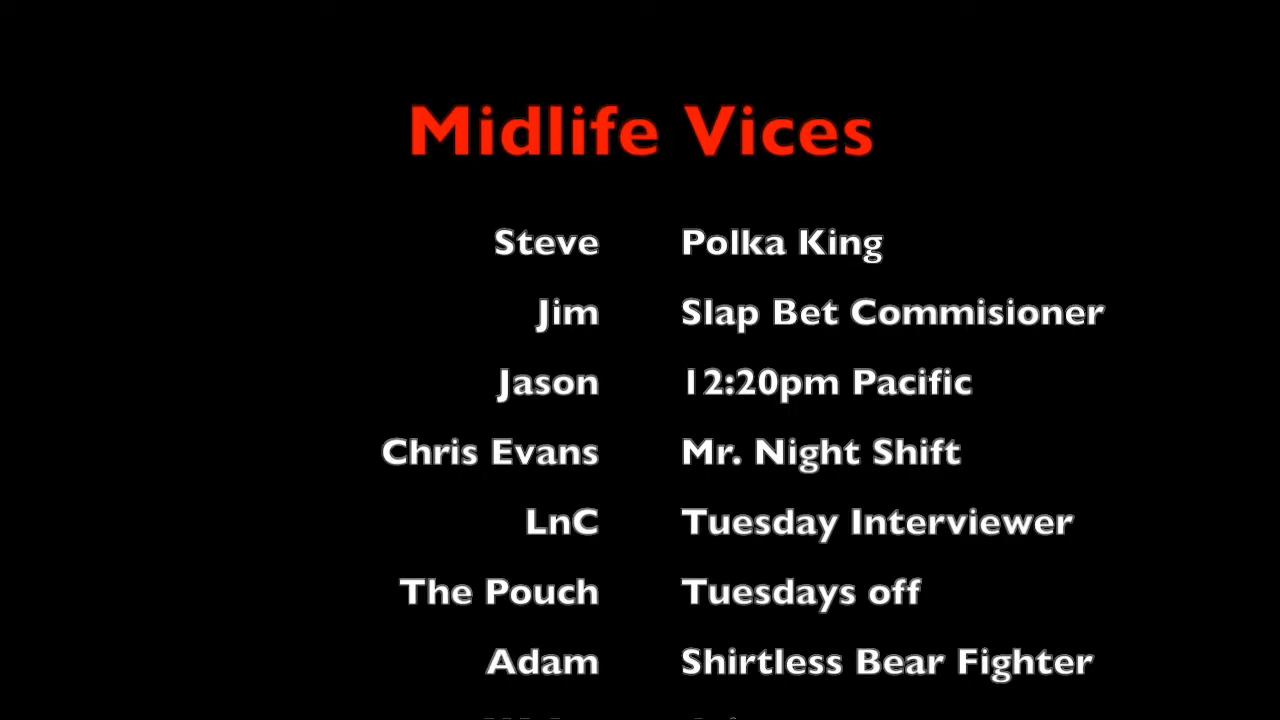 Midlife Vices
Steve Polka King
Jim Slap Bet Commisioner
Jason 12:20pm Pacific
Chris Evans Mr. Night Shift
LnC Tuesday Interviewer
The Pouch Tuesdays off
Adam Shirtless Bear Fighter